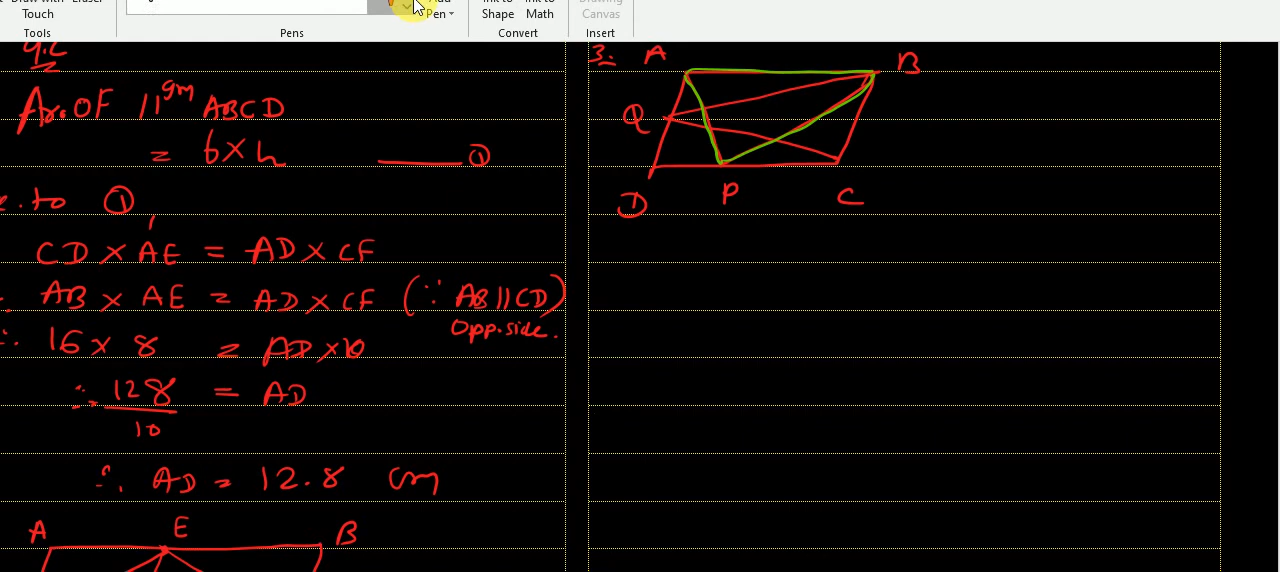 Draw with Eraser
Touch
Tools
Pens
Add
Pen
Ink to
Shape
Ink to
Math
Convert
Drawing
Canvas
Insert
Ar. OF ||gm ABCD
= b × h ——— ①
to ①
CD × AE = AD × CF
AB × AE = AD × CF (∵ AB || CD)
opp. side.
∴ 16 × 8 = AD × 10
∴ 128 / 10 = AD
∴ AD = 12.8 cm
A E B
3. A B
Q
D P C